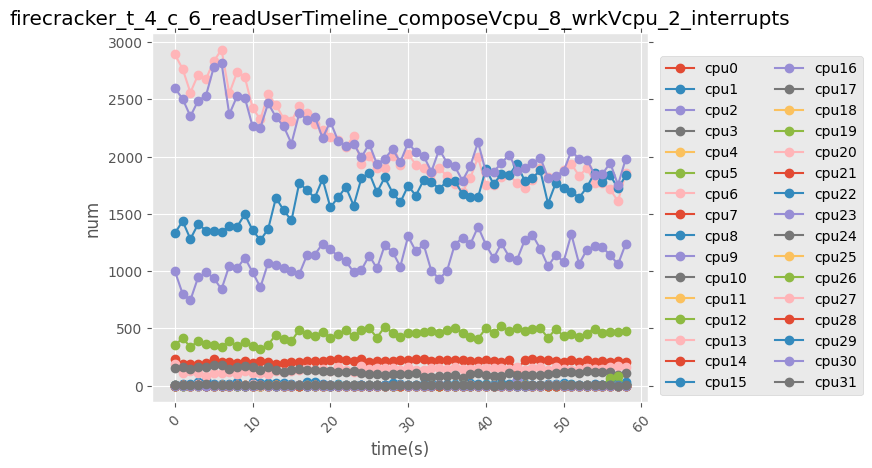 firecracker_t_4_c_6_readUserTimeline_composeVcpu_8_wrkVcpu_2_interrupts
3000
2500
2000
1500
1000
500
0
num
0
10
20
30
40
50
60
time(s)
cpu0
cpu1
cpu2
cpu3
cpu4
cpu5
cpu6
cpu7
cpu8
cpu9
cpu10
cpu11
cpu12
cpu13
cpu14
cpu15
cpu16
cpu17
cpu18
cpu19
cpu20
cpu21
cpu22
cpu23
cpu24
cpu25
cpu26
cpu27
cpu28
cpu29
cpu30
cpu31